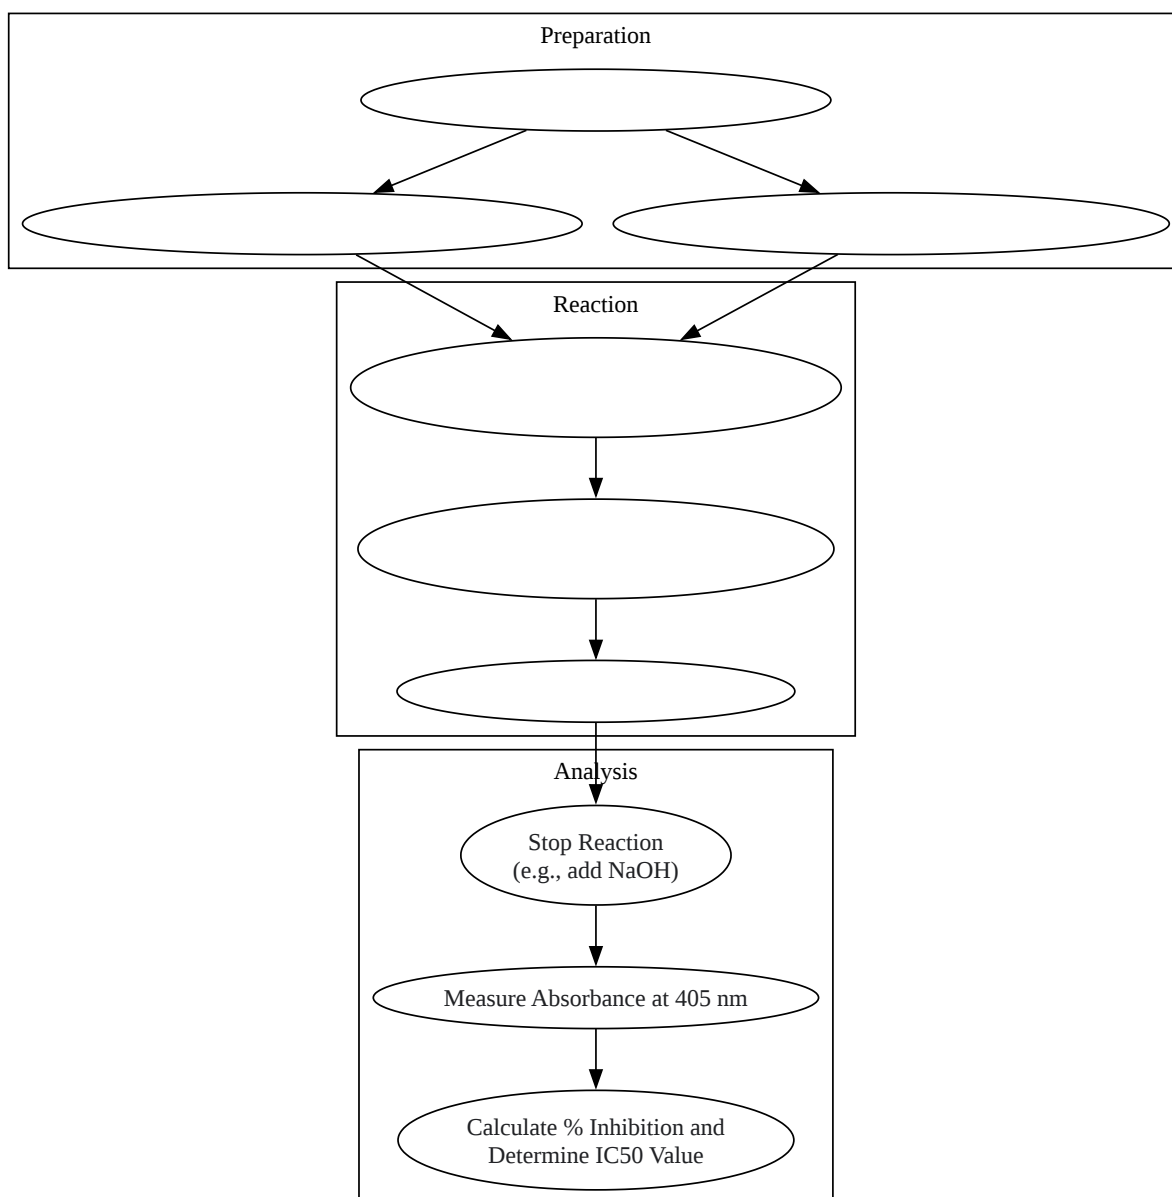 Preparation
Reaction
Analysis
Stop Reaction
(e.g., add NaOH)
Measure Absorbance at 405 nm
Calculate % Inhibition and
Determine IC50 Value